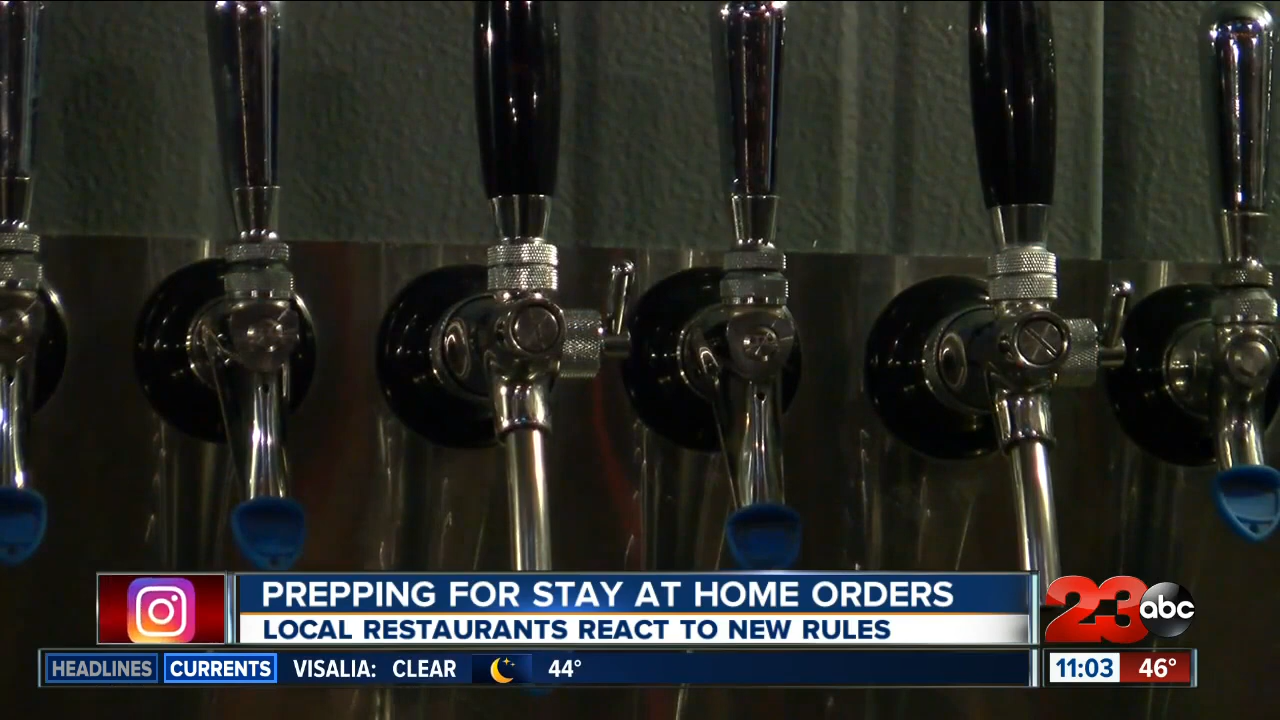 PREPPING FOR STAY AT HOME ORDERS
LOCAL RESTAURANTS REACT TO NEW RULES
23 abc
HEADLINES CURRENTS VISALIA: CLEAR 44°
11:03 46°